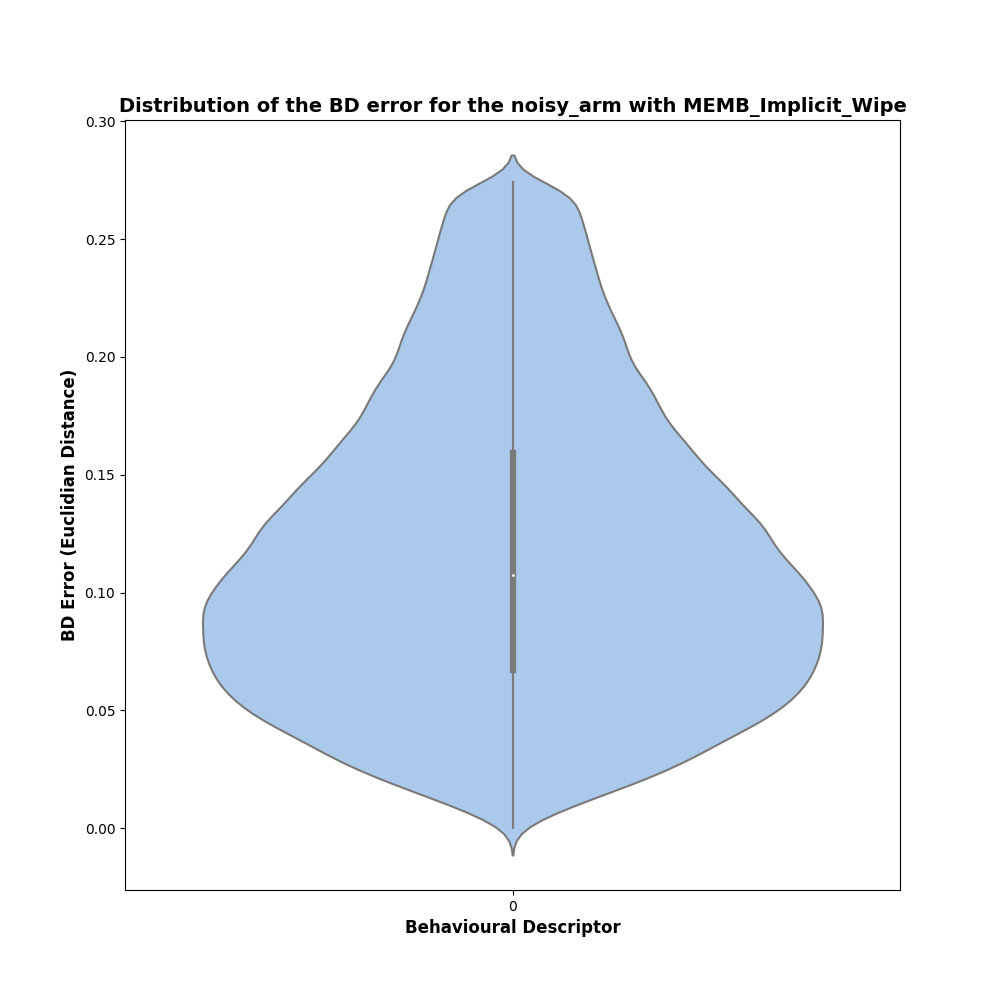 Distribution of the BD error for the noisy_arm with MEMB_Implicit_Wipe
0.30
0.25
0.20
0.15
0.10
0.05
0.00
BD Error (Euclidian Distance)
0
Behavioural Descriptor